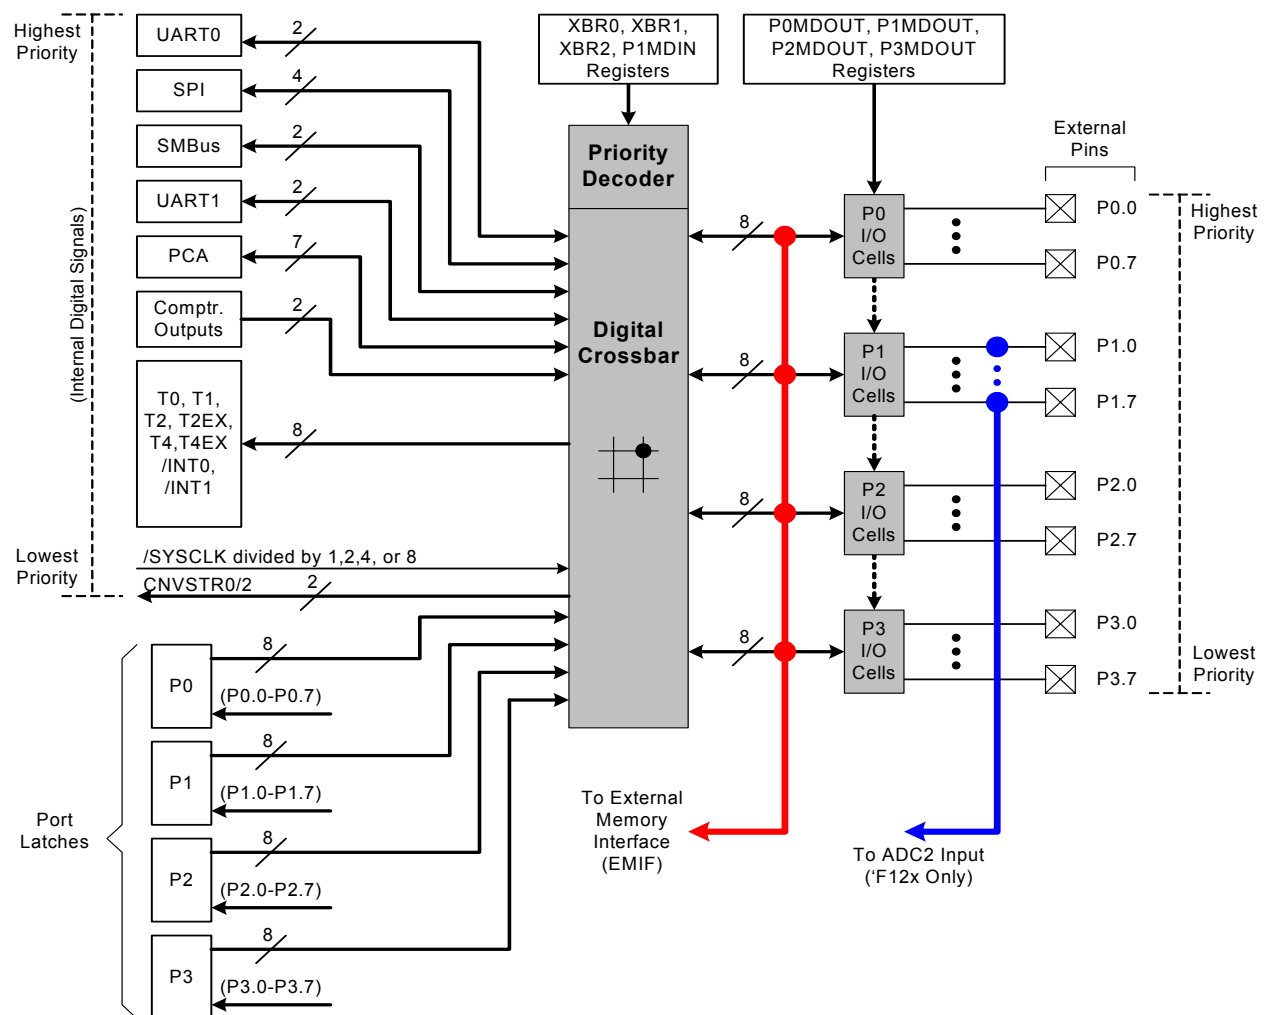 Highest
Priority
UART0
2
SPI
4
SMBus
2
UART1
2
PCA
7
Comptr.
Outputs
2
T0, T1,
T2, T2EX,
T4,T4EX
/INT0,
/INT1
8
(Internal Digital Signals)
Lowest
Priority
/SYSCLK divided by 1,2,4, or 8
CNVSTR0/2
2
XBR0, XBR1,
XBR2, P1MDIN
Registers
P0MDOUT, P1MDOUT,
P2MDOUT, P3MDOUT
Registers
Priority
Decoder
Digital
Crossbar
8
8
8
8
P0
I/O
Cells
P1
I/O
Cells
P2
I/O
Cells
P3
I/O
Cells
External
Pins
P0.0
P0.7
P1.0
P1.7
P2.0
P2.7
P3.0
P3.7
Highest
Priority
Lowest
Priority
Port
Latches
P0
8
(P0.0-P0.7)
P1
8
(P1.0-P1.7)
P2
8
(P2.0-P2.7)
P3
8
(P3.0-P3.7)
To External
Memory
Interface
(EMIF)
To ADC2 Input
(‘F12x Only)